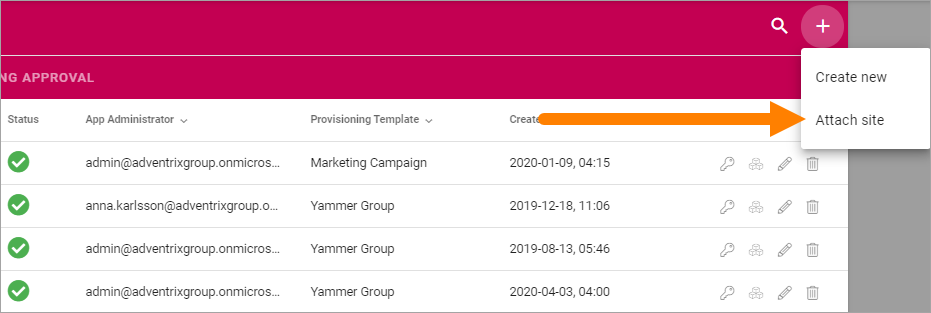 NG APPROVAL
Create new
Attach site
Status App Administrator Provisioning Template Create
admin@adventrixgroup.onmicros... Marketing Campaign 2020-01-09, 04:15
anna.karlsson@adventrixgroup.o... Yammer Group 2019-12-18, 11:06
admin@adventrixgroup.onmicros... Yammer Group 2019-08-13, 05:46
admin@adventrixgroup.onmicros... Yammer Group 2020-04-03, 04:00